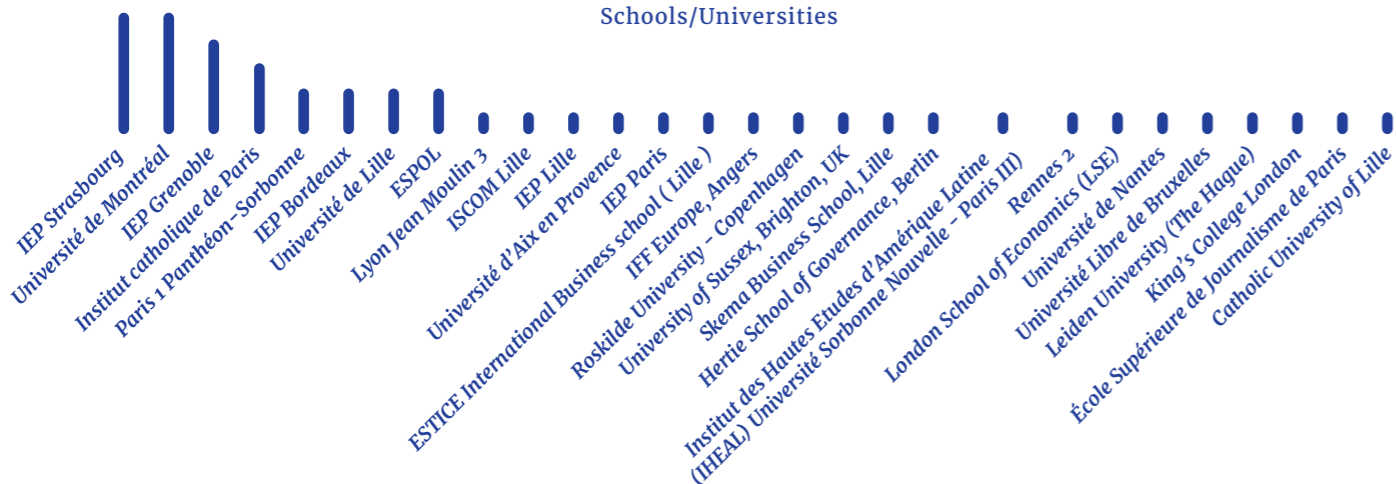 Schools/Universities
IEP Strasbourg
Université de Montréal
IEP Grenoble
Institut catholique de Paris
Paris 1 Panthéon-Sorbonne
IEP Bordeaux
Université de Lille
ESPOL
Lyon Jean Moulin 3
ISCOM Lille
IEP Lille
Université d'Aix en Provence
IEP Paris
ESTICE International Business school ( Lille )
IFF Europe, Angers
Roskilde University - Copenhagen
University of Sussex, Brighton, UK
Skema Business School, Lille
Hertie School of Governance, Berlin
Institut des Hautes Etudes d'Amérique Latine
(IHEAL) Université Sorbonne Nouvelle - Paris III)
Rennes 2
London School of Economics (LSE)
Université de Nantes
Université Libre de Bruxelles
Leiden University (The Hague)
King's College London
École Supérieure de Journalisme de Paris
Catholic University of Lille